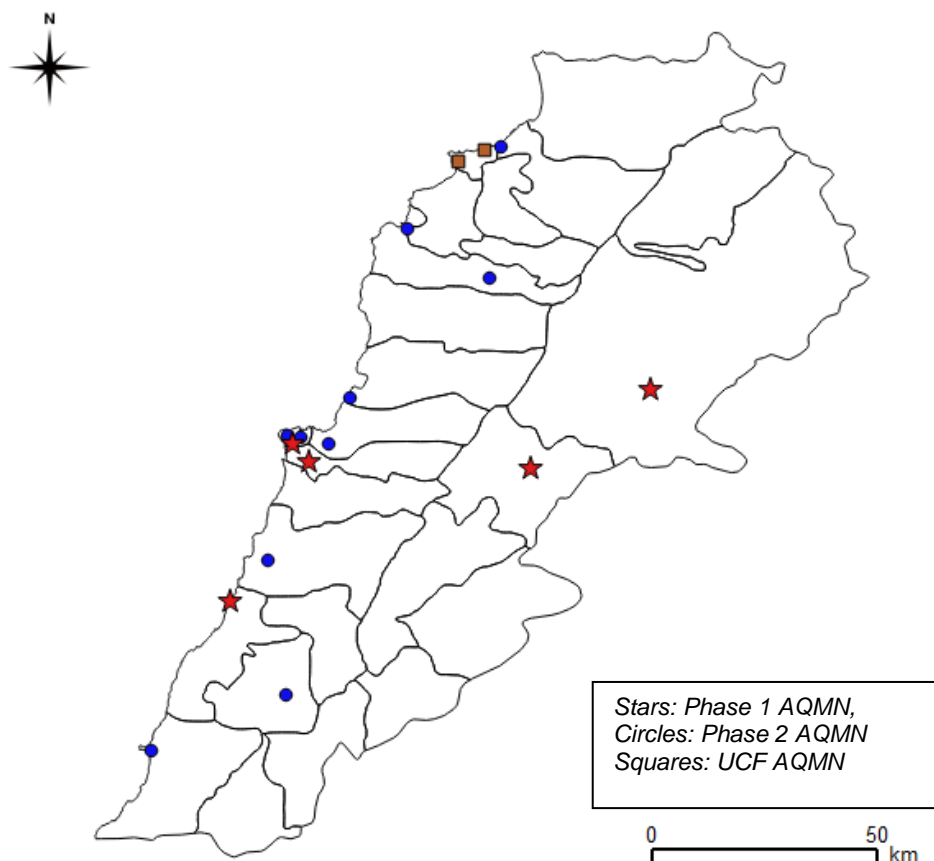 N
Stars: Phase 1 AQMN,
Circles: Phase 2 AQMN
Squares: UCF AQMN
0 50
km